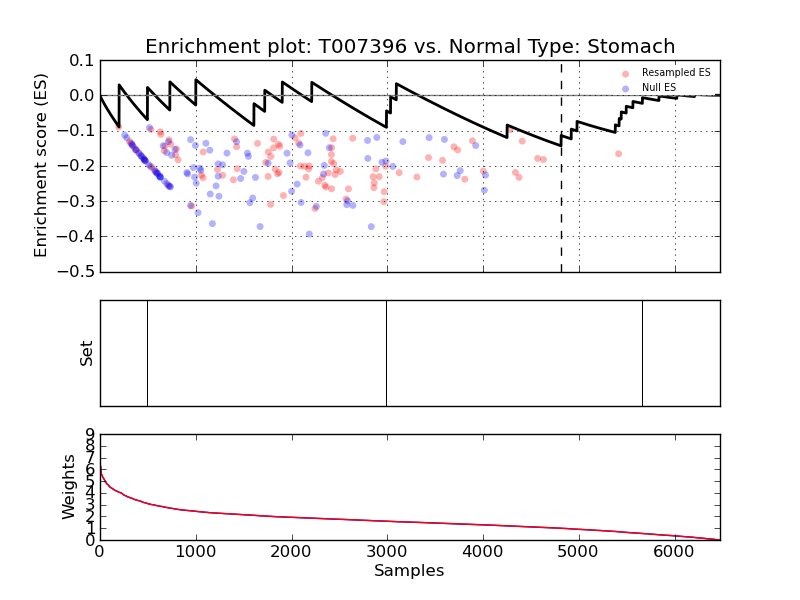 Enrichment plot: T007396 vs. Normal Type: Stomach
Enrichment score (ES)
0.1
0.0
−0.1
−0.2
−0.3
−0.4
−0.5
Resampled ES
Null ES
Set
Weights
9
8
7
6
5
4
3
2
1
0
0 1000 2000 3000 4000 5000 6000
Samples